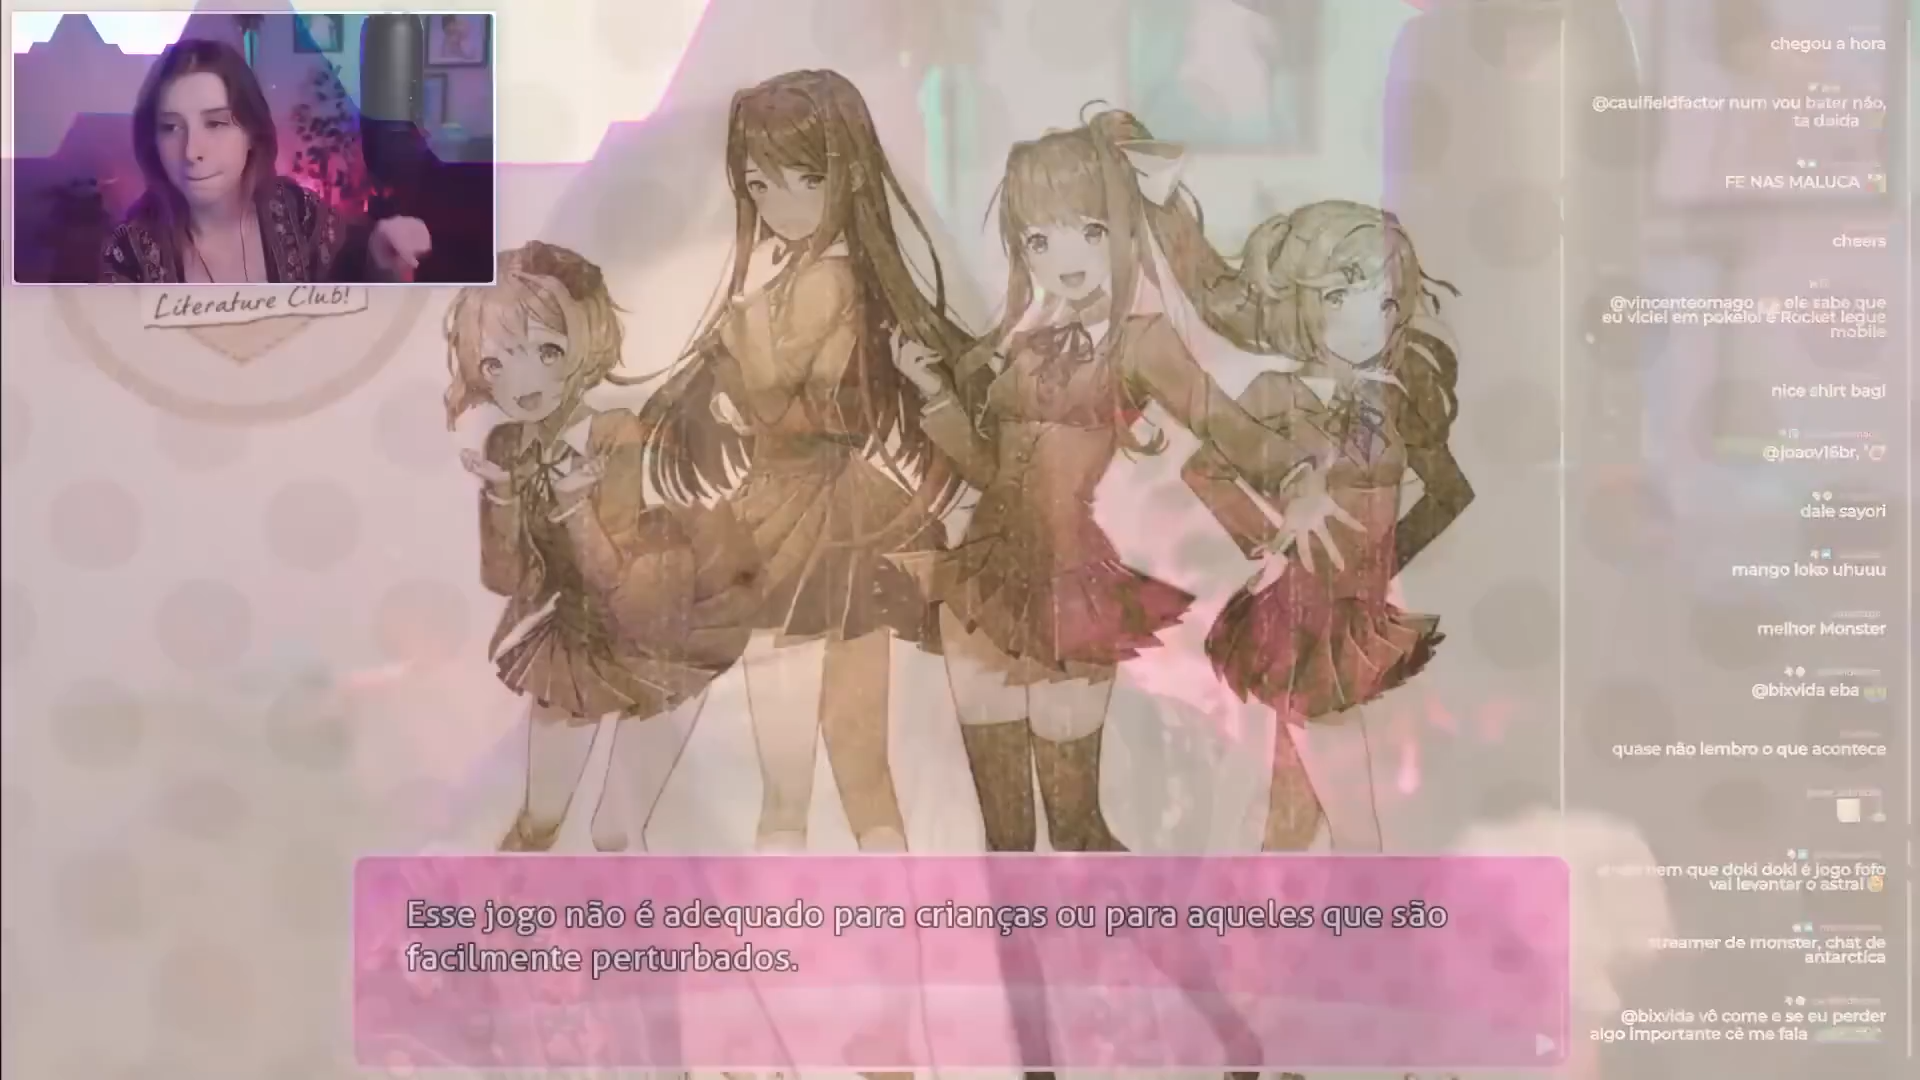 Literature Club!
Esse jogo não é adequado para crianças ou para aqueles que são
facilmente perturbados.
chegou a hora
@caulfieldfactor num vou bater não,
ta doida
FE NAS MALUCA
cheers
@vincenteomago ele sabe que
eu viciei em pokelol e Rocket legue
mobile
nice shirt bagi
@joaov16br,
dale sayori
mango loko uhuuu
melhor Monster
@bixvida eba
quase não lembro o que acontece
nem que doki doki é jogo fofo
vai levantar o astral
streamer de monster, chat de
antarctica
@bixvida vô come e se eu perder
algo importante cê me fala